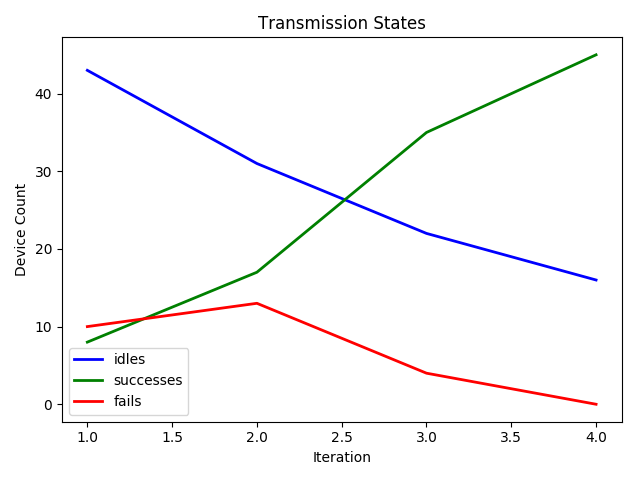 Transmission States
Device Count
40
30
20
10
0
idles
successes
fails
1.0 1.5 2.0 2.5 3.0 3.5 4.0
Iteration